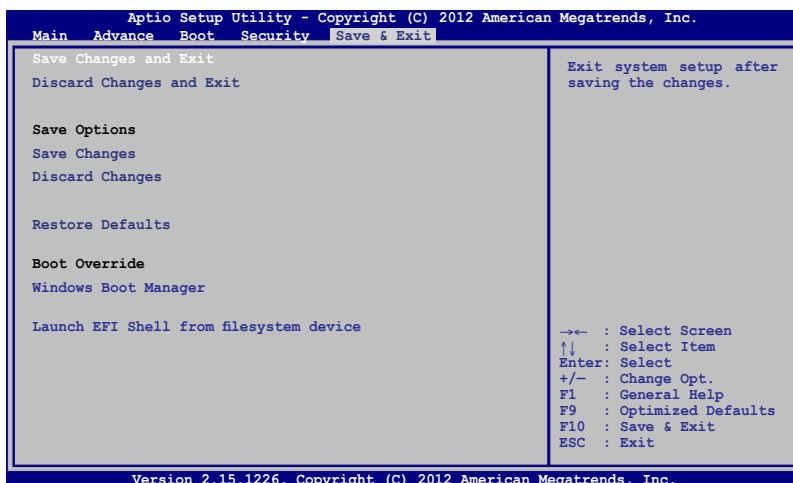 Aptio Setup Utility - Copyright (C) 2012 American Megatrends, Inc.
Main Advance Boot Security Save & Exit
Save Changes and Exit
Discard Changes and Exit
Save Options
Save Changes
Discard Changes
Restore Defaults
Boot Override
Windows Boot Manager
Launch EFI Shell from filesystem device
Exit system setup after
saving the changes.
→← : Select Screen
↑↓ : Select Item
Enter: Select
+/— : Change Opt.
F1 : General Help
F9 : Optimized Defaults
F10 : Save & Exit
ESC : Exit
Version 2.15.1226. Copyright (C) 2012 American Megatrends, Inc.